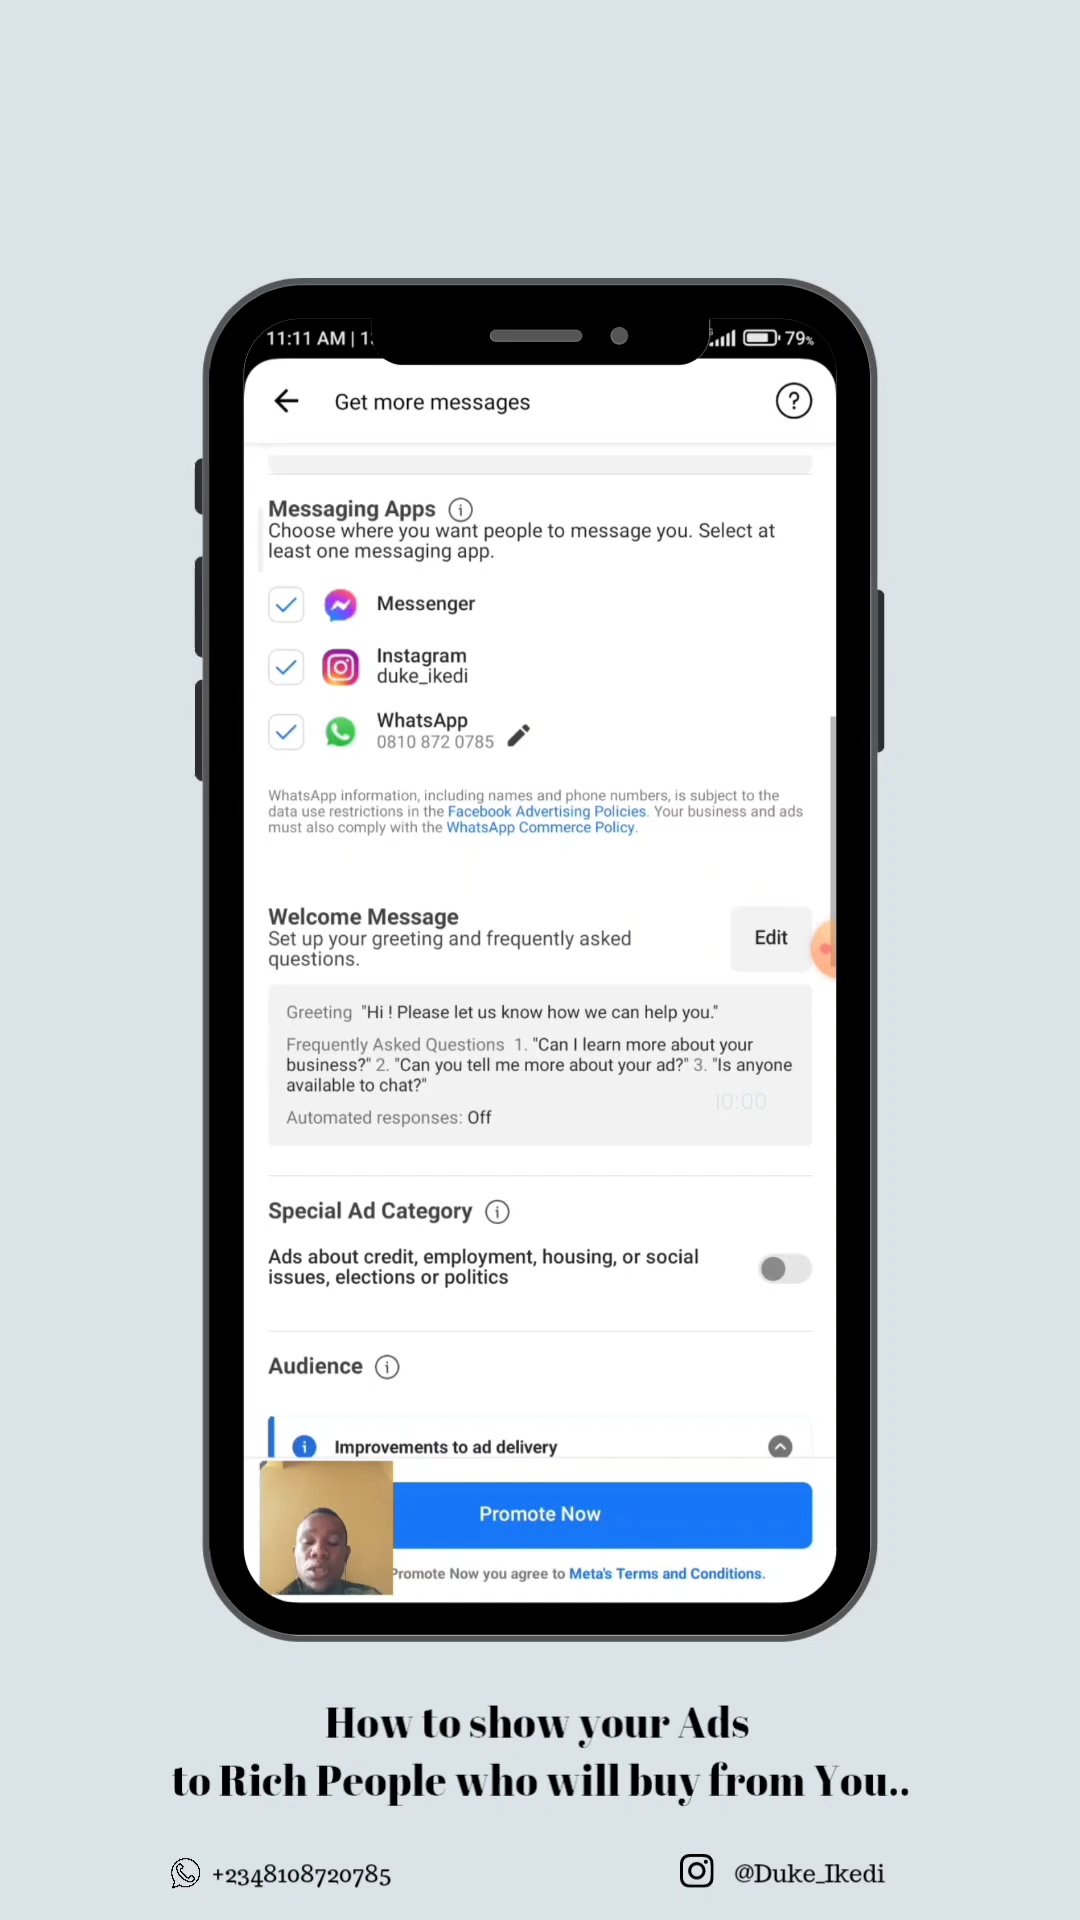 11:11 AM | 1
79%
Get more messages
Messaging Apps
Choose where you want people to message you. Select at
least one messaging app.
Messenger
Instagram
duke_ikedi
WhatsApp
0810 872 0785
WhatsApp information, including names and phone numbers, is subject to the
data use restrictions in the Facebook Advertising Policies. Your business and ads
must also comply with the WhatsApp Commerce Policy.
Welcome Message
Set up your greeting and frequently asked
questions.
Edit
Greeting "Hi ! Please let us know how we can help you."
Frequently Asked Questions 1. "Can I learn more about your
business?" 2. "Can you tell me more about your ad?" 3. "Is anyone
available to chat?"
10:00
Automated responses: Off
Special Ad Category
Ads about credit, employment, housing, or social
issues, elections or politics
Audience
Improvements to ad delivery
Promote Now
Promote Now you agree to Meta's Terms and Conditions.
How to show your Ads
to Rich People who will buy from You..
+2348108720785
@Duke_Ikedi